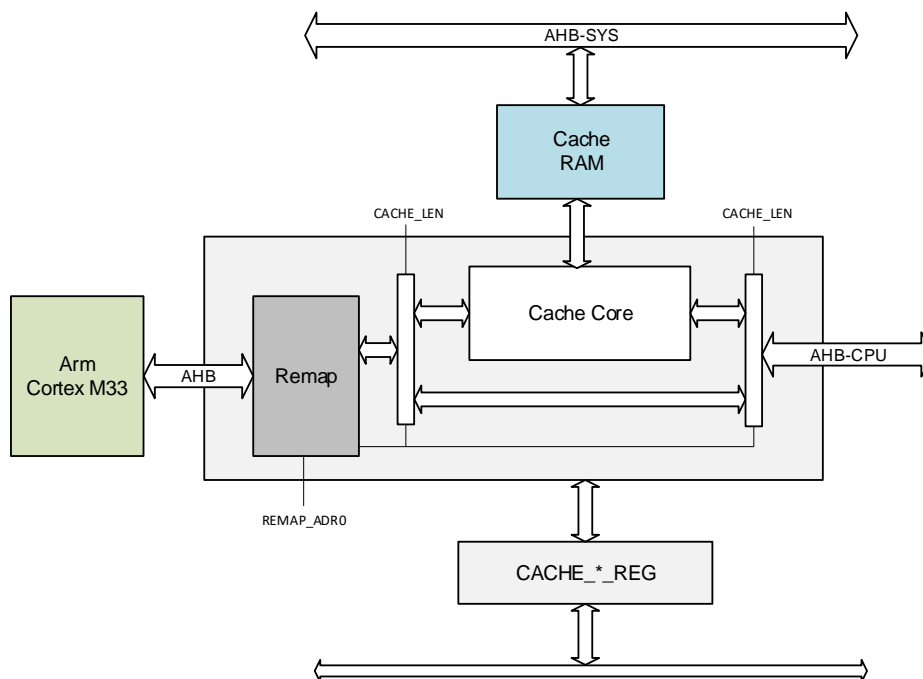 AHB-SYS
Cache
RAM
CACHE_LEN
CACHE_LEN
Arm
Cortex M33
AHB
Remap
Cache Core
AHB-CPU
REMAP_ADR0
CACHE_*_REG